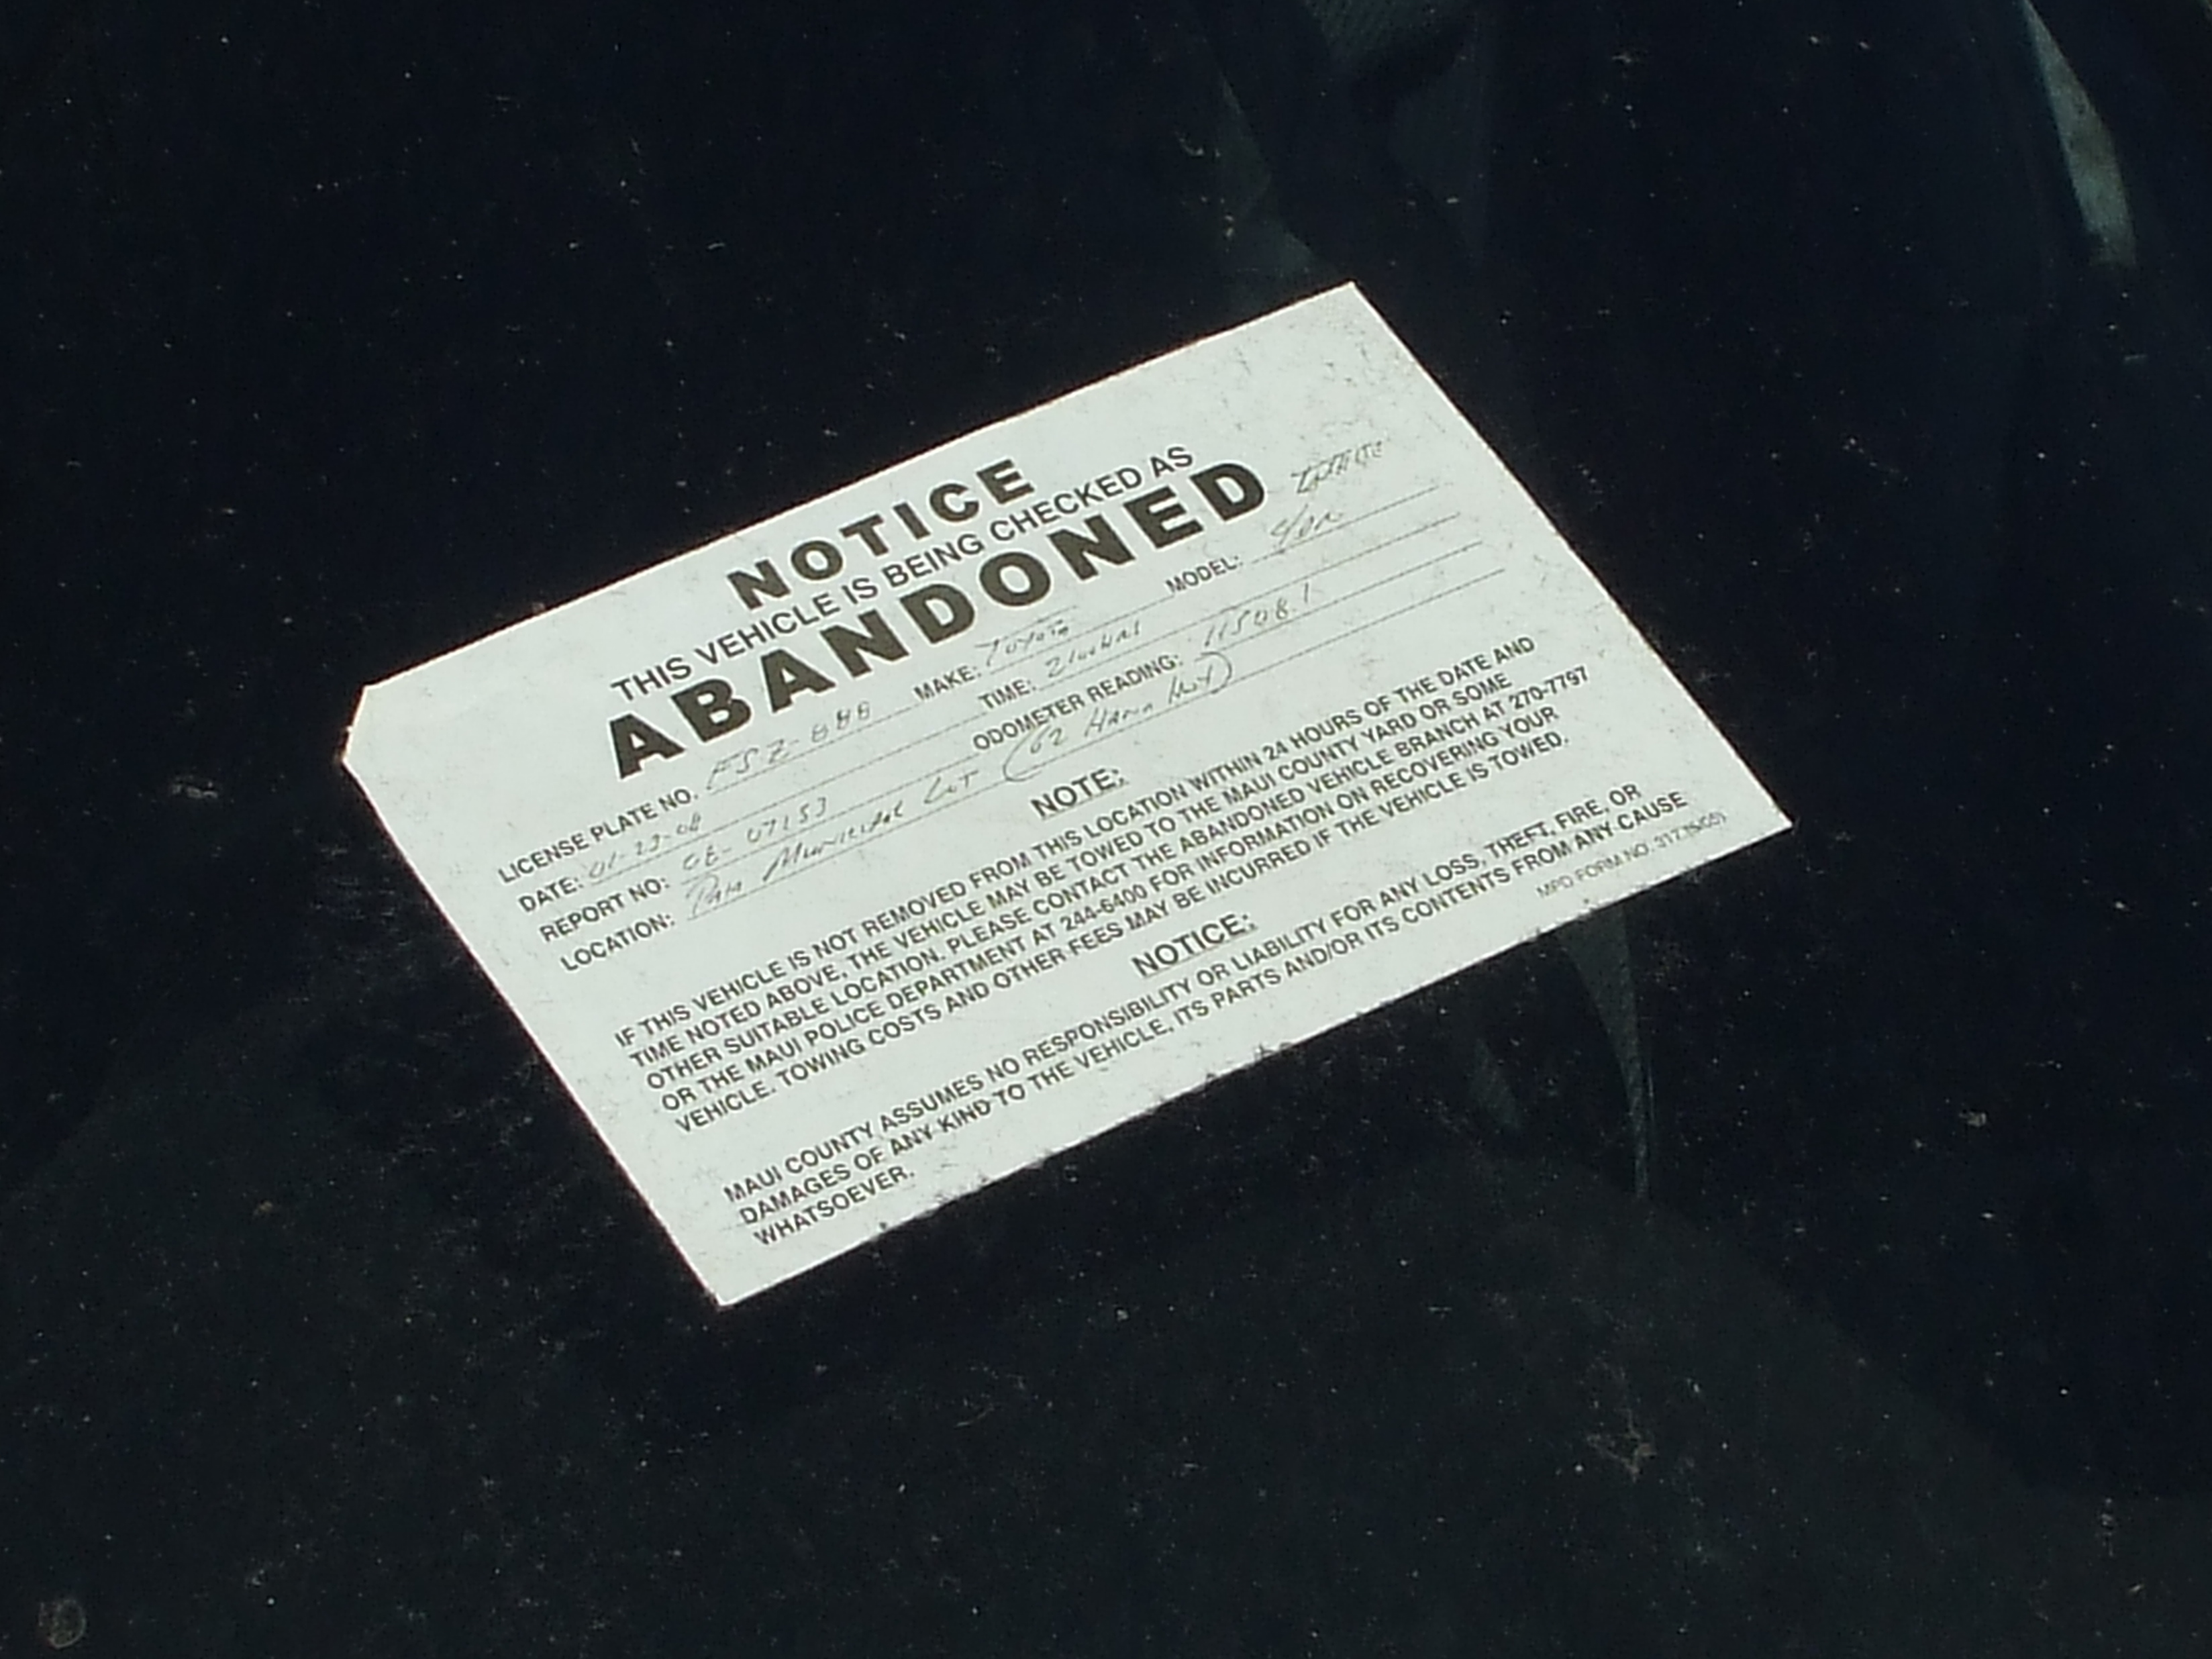 NOTICE
THIS VEHICLE IS BEING CHECKED AS
ABANDONED
LICENSE PLATE NO. FSZ-888 MAKE: Toyota MODEL: 4/DR
DATE: 01-23-08 TIME: 2100HRS
REPORT NO: 08-07153 ODOMETER READING: 11508.1
LOCATION: Paia Municipal Lot (62 Hana Hwy)
NOTE:
IF THIS VEHICLE IS NOT REMOVED FROM THIS LOCATION WITHIN 24 HOURS OF THE DATE AND
TIME NOTED ABOVE, THE VEHICLE MAY BE TOWED TO THE MAUI COUNTY YARD OR SOME
OTHER SUITABLE LOCATION. PLEASE CONTACT THE ABANDONED VEHICLE BRANCH AT 270-7797
OR THE MAUI POLICE DEPARTMENT AT 244-6400 FOR INFORMATION ON RECOVERING YOUR
VEHICLE. TOWING COSTS AND OTHER FEES MAY BE INCURRED IF THE VEHICLE IS TOWED.
NOTICE:
MAUI COUNTY ASSUMES NO RESPONSIBILITY OR LIABILITY FOR ANY LOSS, THEFT, FIRE, OR
DAMAGES OF ANY KIND TO THE VEHICLE, ITS PARTS AND/OR ITS CONTENTS FROM ANY CAUSE
WHATSOEVER.
MPD FORM NO.